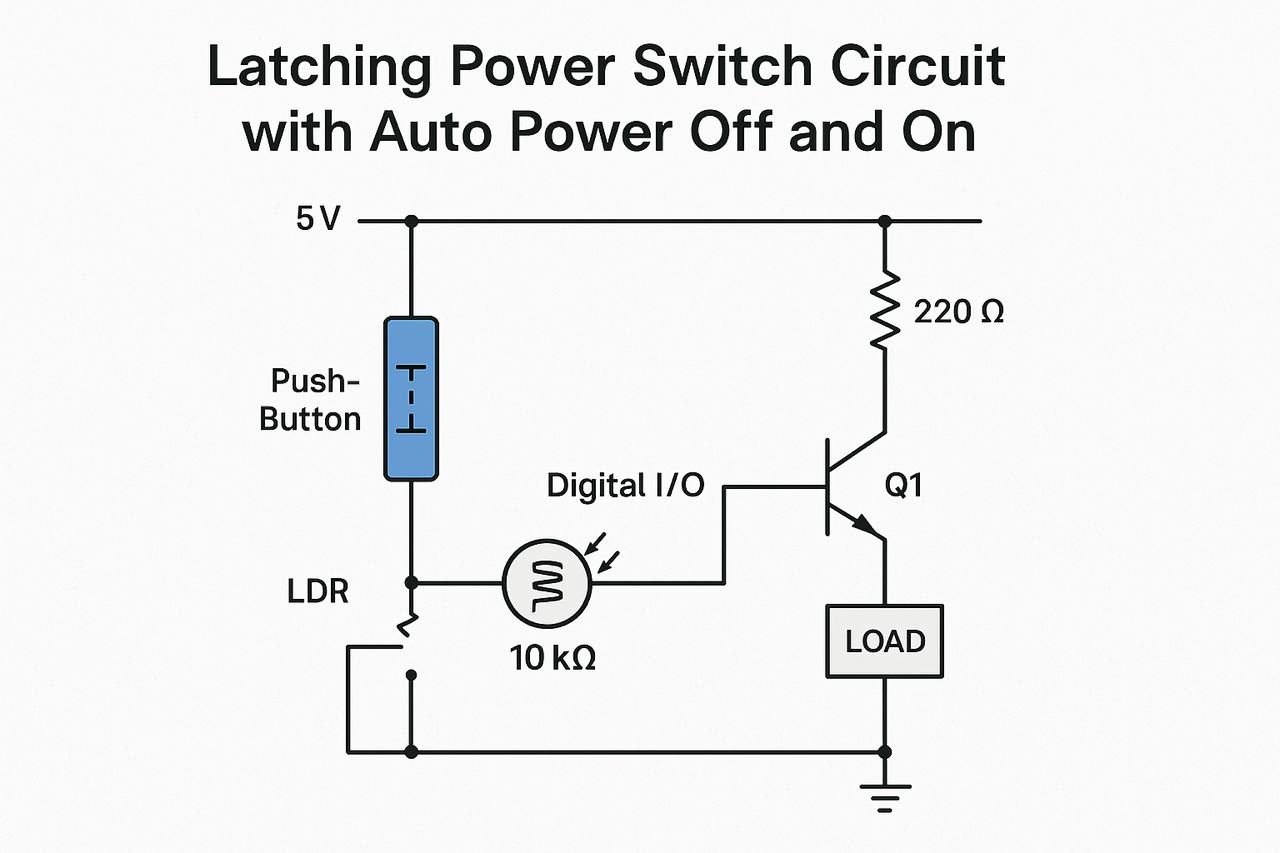 Latching Power Switch Circuit
with Auto Power Off and On
5 V
220 Ω
Push-
Button
Digital I/O
Q1
LDR
10 kΩ
LOAD